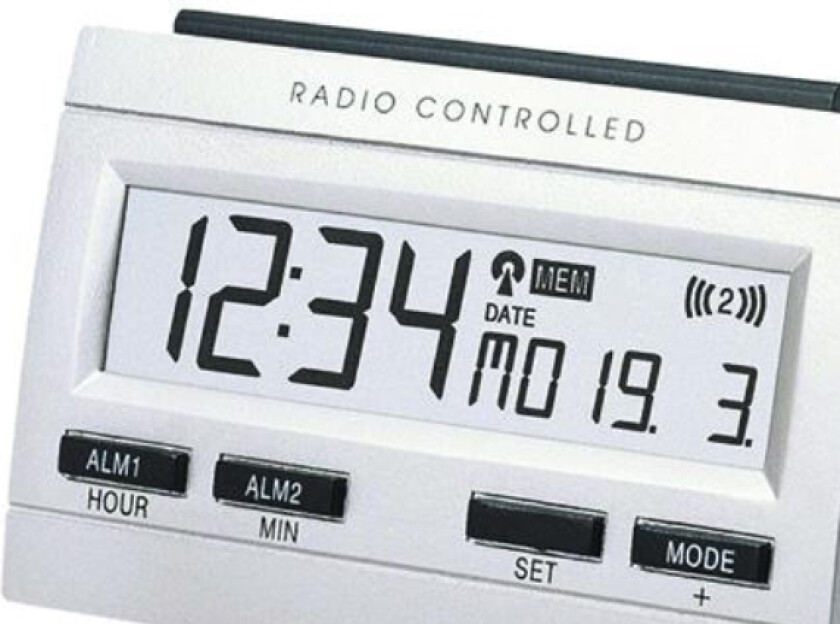 RADIO CONTROLLED
12:34 MEM (((2)))
DATE
MO 19. 3.
ALM1 ALM2 MODE
HOUR MIN SET +